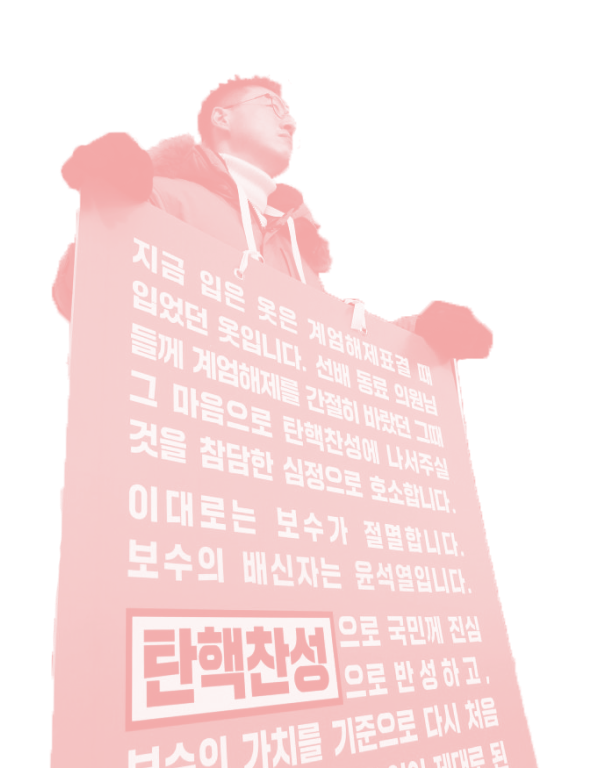 지금 입은 옷은 계엄해제표결 때
입었던 옷입니다. 선배 동료 의원님
들께 계엄해제를 간절히 바랐던 그때
그 마음으로 탄핵찬성에 나서주실
것을 참담한 심정으로 호소합니다.
이대로는 보수가 절멸합니다.
보수의 배신자는 윤석열입니다.
탄핵찬성으로 국민께 진심
으로 반성하고,
보수의 가치를 기준으로 다시 처음
제대로 된